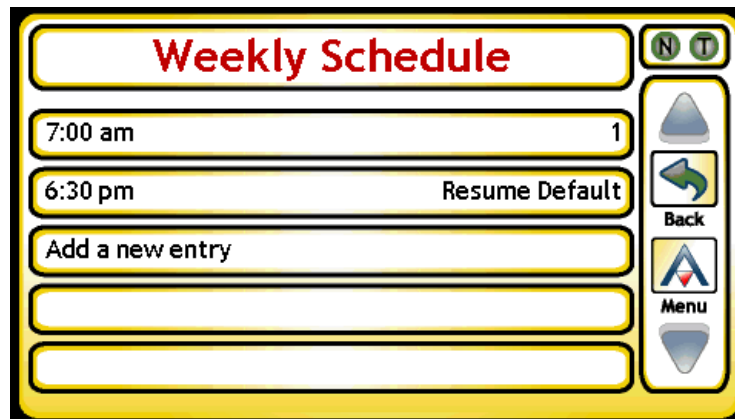 Weekly Schedule
N T
7:00 am 1
6:30 pm Resume Default
Back
Add a new entry
Menu